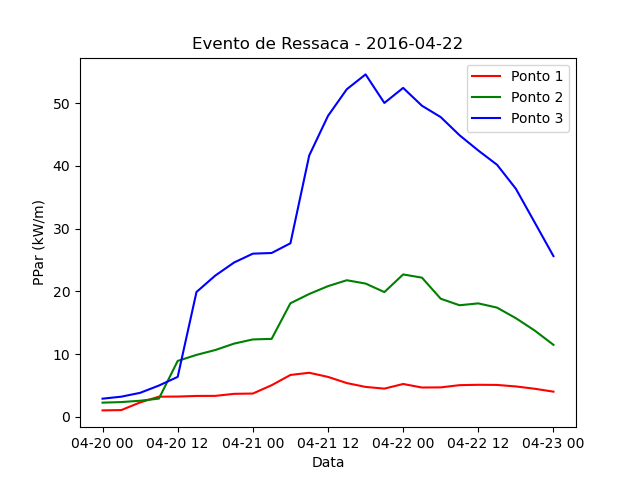 Evento de Ressaca - 2016-04-22
Ponto 1
Ponto 2
Ponto 3
PPar (kW/m)
50
40
30
20
10
0
04-20 00 04-20 12 04-21 00 04-21 12 04-22 00 04-22 12 04-23 00
Data